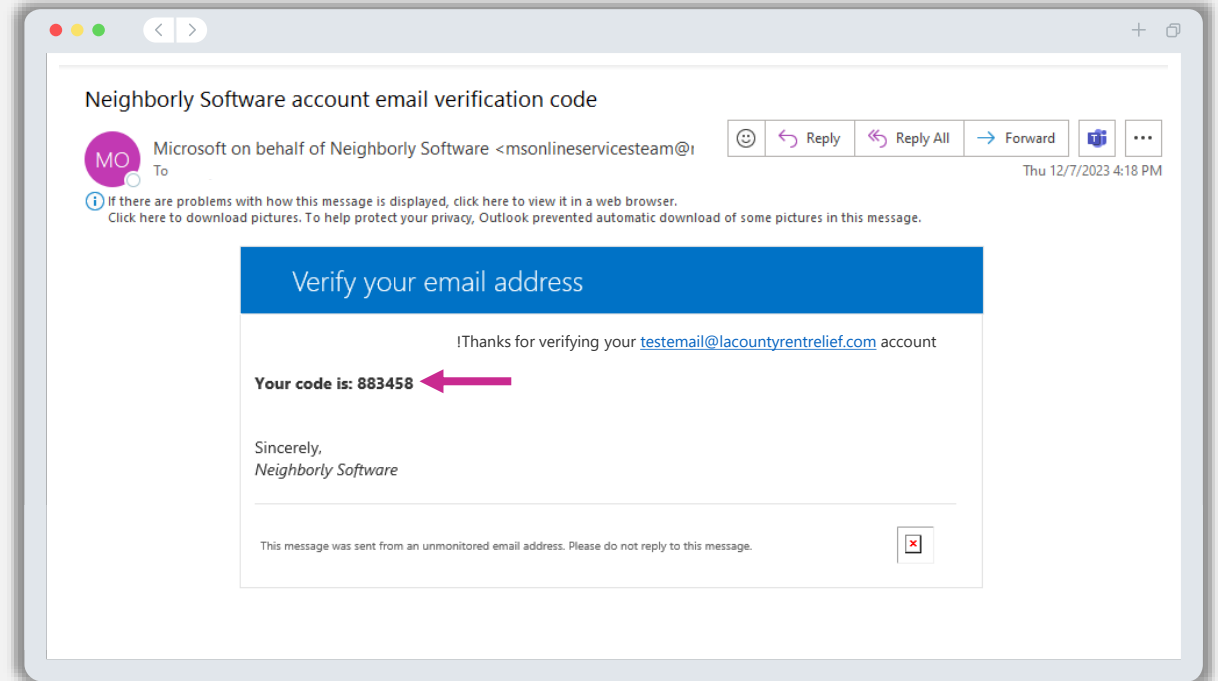 Neighborly Software account email verification code
MO
Microsoft on behalf of Neighborly Software <msonlineservicesteam@
To
Reply
Reply All
Forward
Thu 12/7/2023 4:18 PM
If there are problems with how this message is displayed, click here to view it in a web browser.
Click here to download pictures. To help protect your privacy, Outlook prevented automatic download of some pictures in this message.
Verify your email address
!Thanks for verifying your testemail@lacountyrentrelief.com account
Your code is: 883458
Sincerely,
Neighborly Software
This message was sent from an unmonitored email address. Please do not reply to this message.